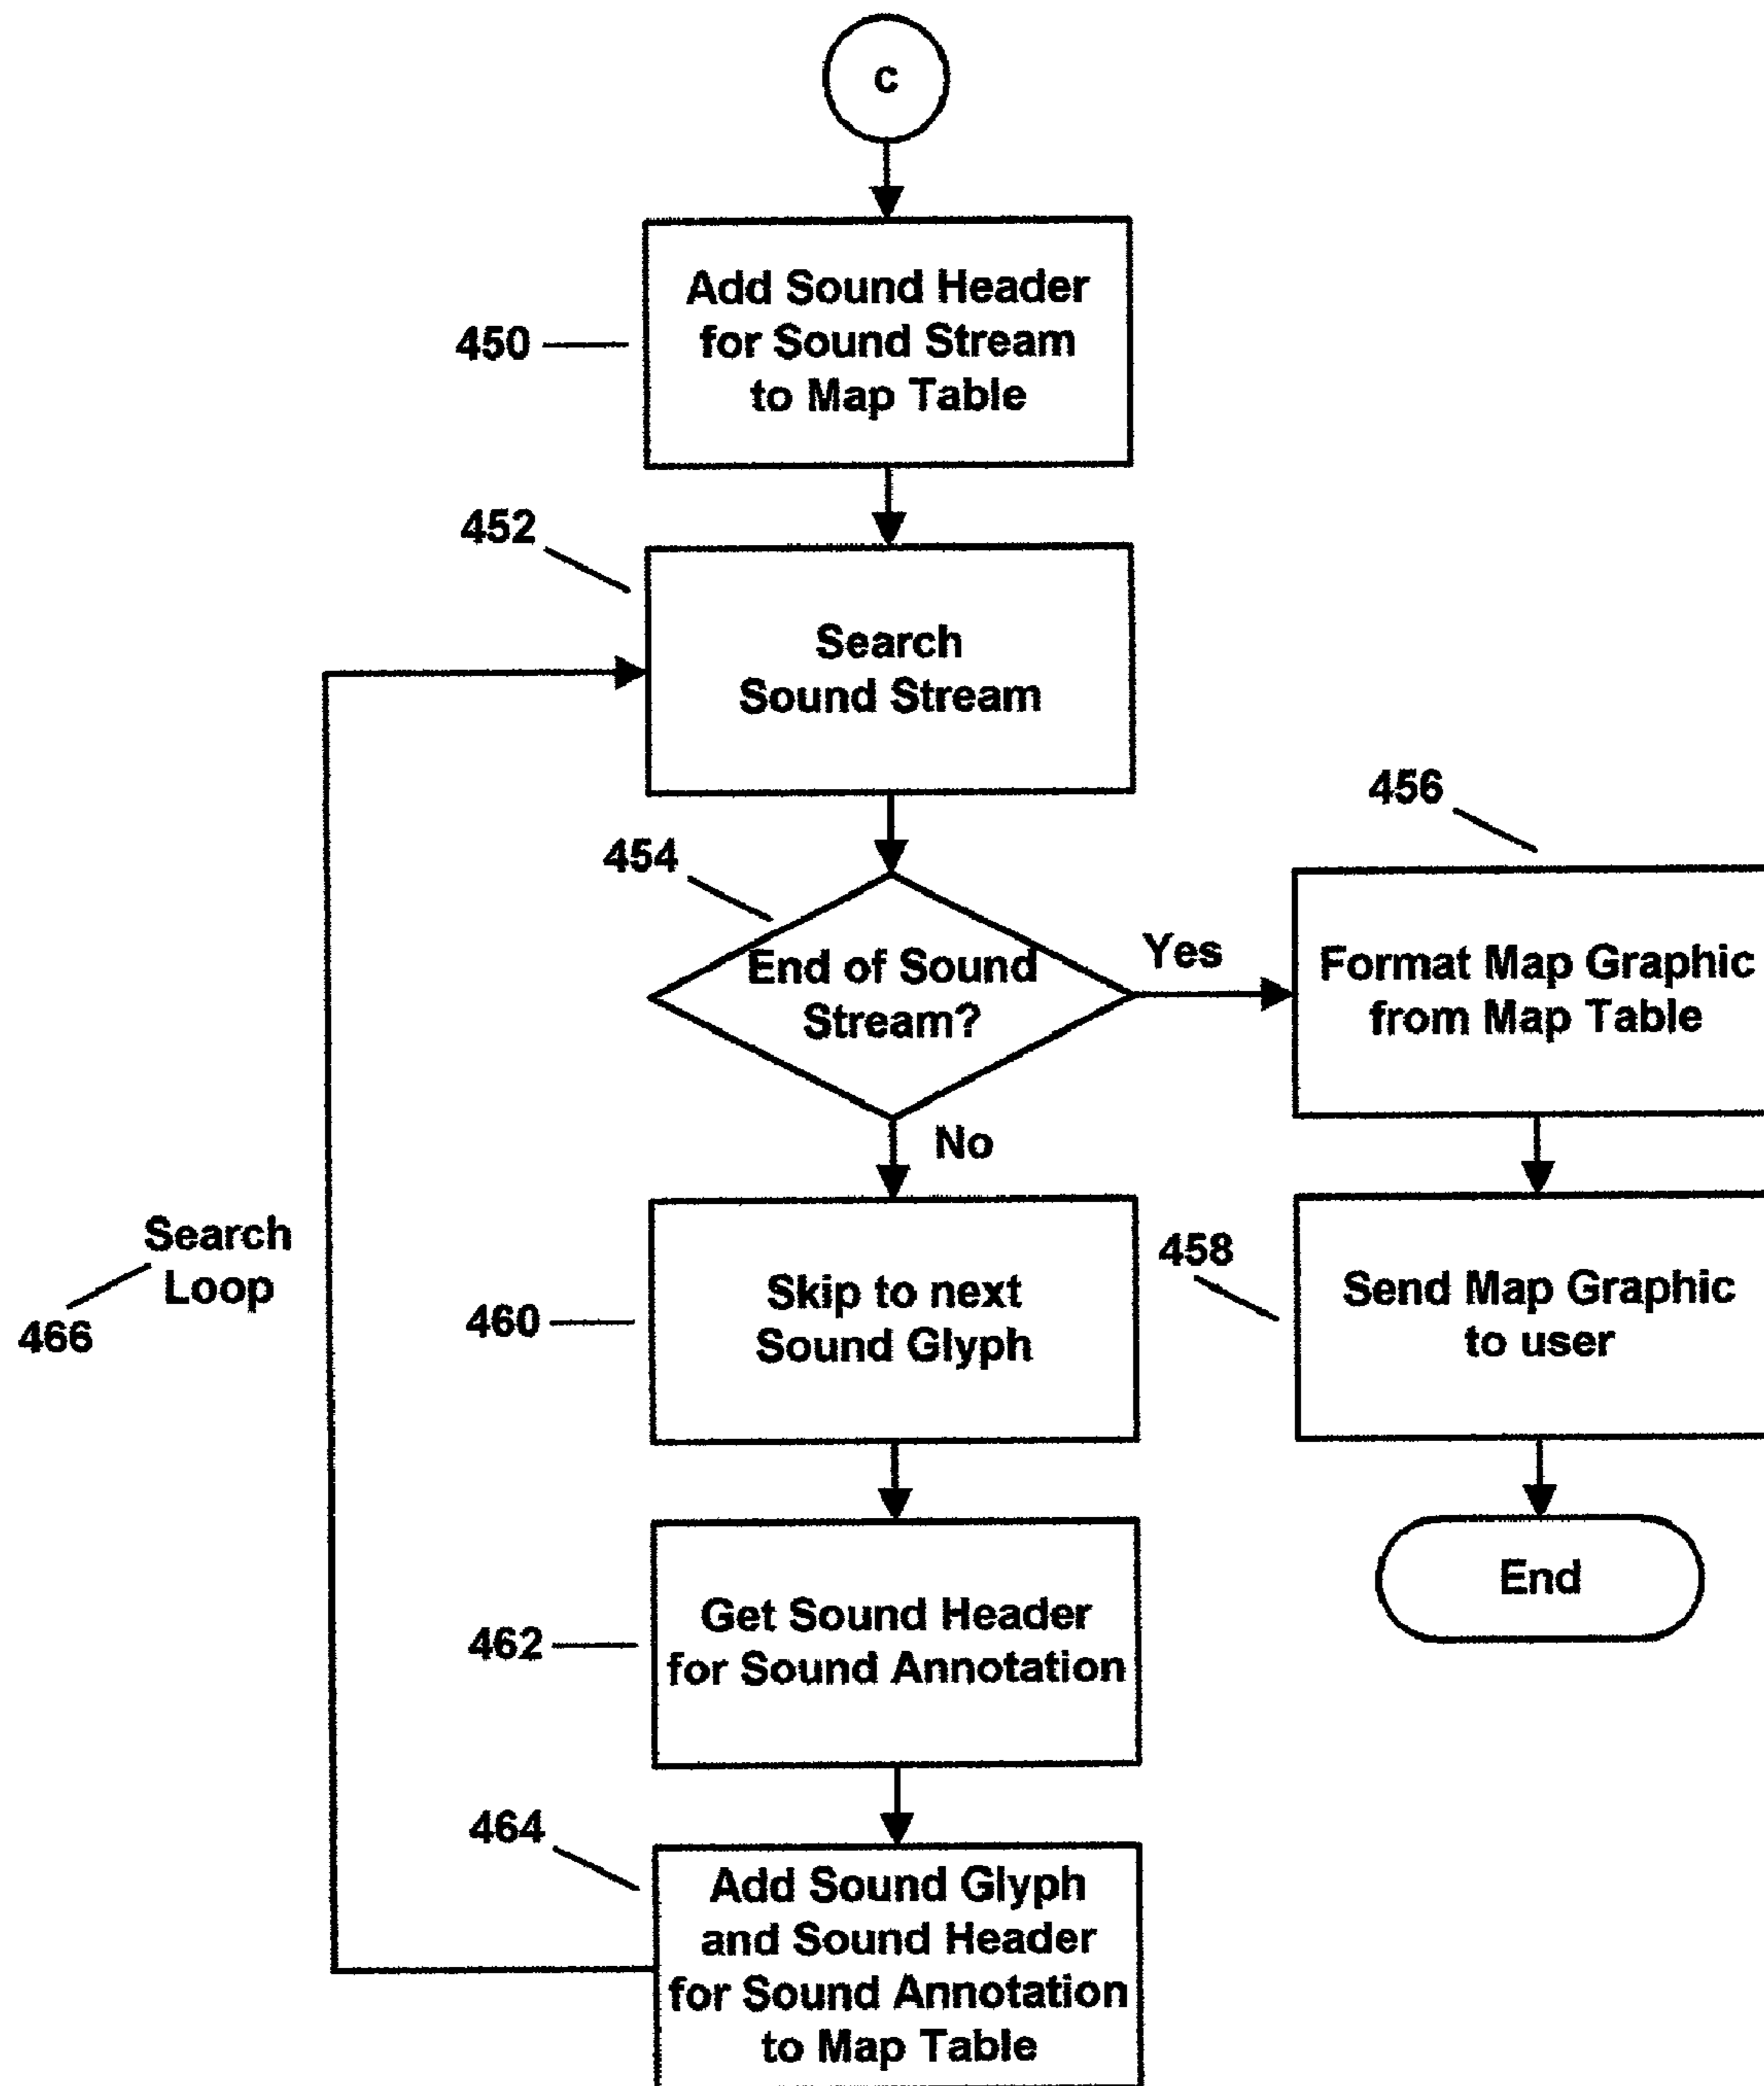 C
450
Add Sound Header
for Sound Stream
to Map Table
452
Search
Sound Stream
454
End of Sound
Stream?
Yes
456
Format Map Graphic
from Map Table
No
458
Send Map Graphic
to user
End
460
Skip to next
Sound Glyph
462
Get Sound Header
for Sound Annotation
464
Add Sound Glyph
and Sound Header
for Sound Annotation
to Map Table
Search
Loop
466